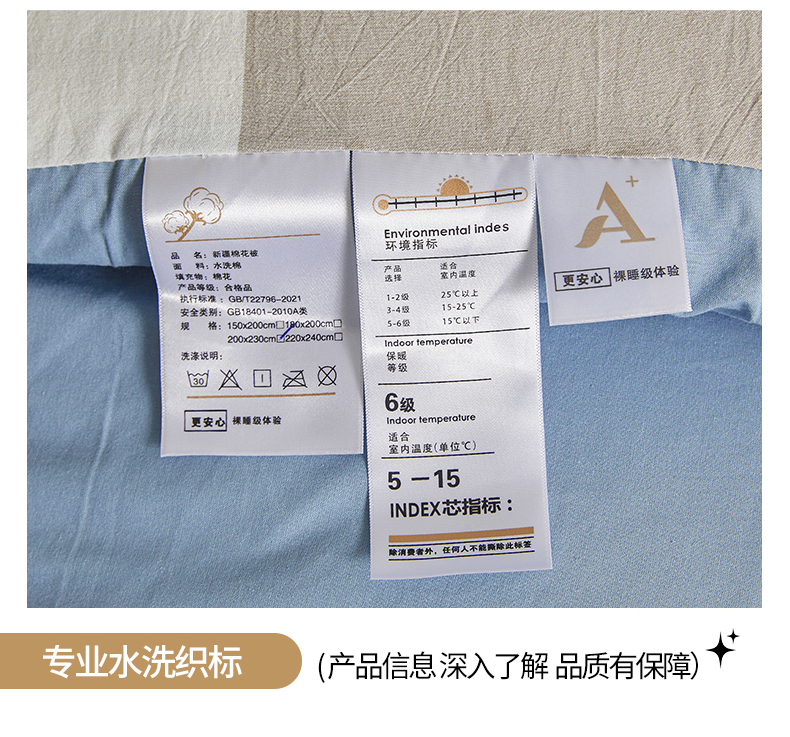 品 名：新疆棉花被
面 料：水洗棉
填充物：棉花
产品等级：合格品
执行标准：GB/T22796-2021
安全类别：GB18401-2010A类
规 格：150x200cm□180x200cm□
200x230cm□220x240cm□
洗涤说明：
30
更安心 裸睡级体验
Environmental indes
环境指标
产品 适合
选择 室内温度
1-2级 25℃以上
3-4级 15-25℃
5-6级 15℃以下
Indoor temperature
保暖
等级
6级
Indoor temperature
适合
室内温度(单位℃)
5－15
INDEX芯指标：
除消费者外，任何人不能撕除此标签
A+
更安心 裸睡级体验
专业水洗织标
(产品信息 深入了解 品质有保障)